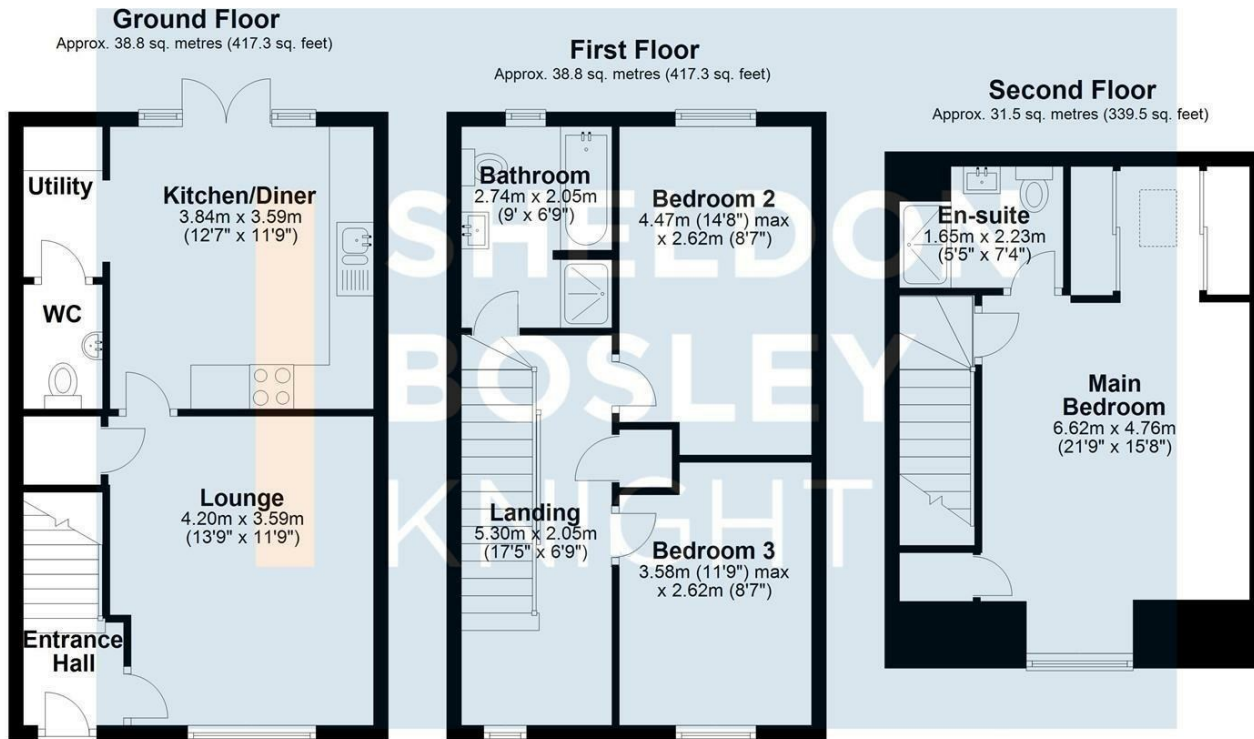 Ground Floor
Approx. 38.8 sq. metres (417.3 sq. feet)
Utility
Kitchen/Diner
3.84m x 3.59m
(12'7" x 11'9")
WC
Lounge
4.20m x 3.59m
(13'9" x 11'9")
Entrance
Hall
First Floor
Approx. 38.8 sq. metres (417.3 sq. feet)
Bathroom
2.74m x 2.05m
(9' x 6'9")
Bedroom 2
4.47m (14'8") max
x 2.62m (8'7")
Landing
5.30m x 2.05m
(17'5" x 6'9")
Bedroom 3
3.58m (11'9") max
x 2.62m (8'7")
Second Floor
Approx. 31.5 sq. metres (339.5 sq. feet)
En-suite
1.65m x 2.23m
(5'5" x 7'4")
Main
Bedroom
6.62m x 4.76m
(21'9" x 15'8")
SHELDON
BOSLEY
KNIGHT